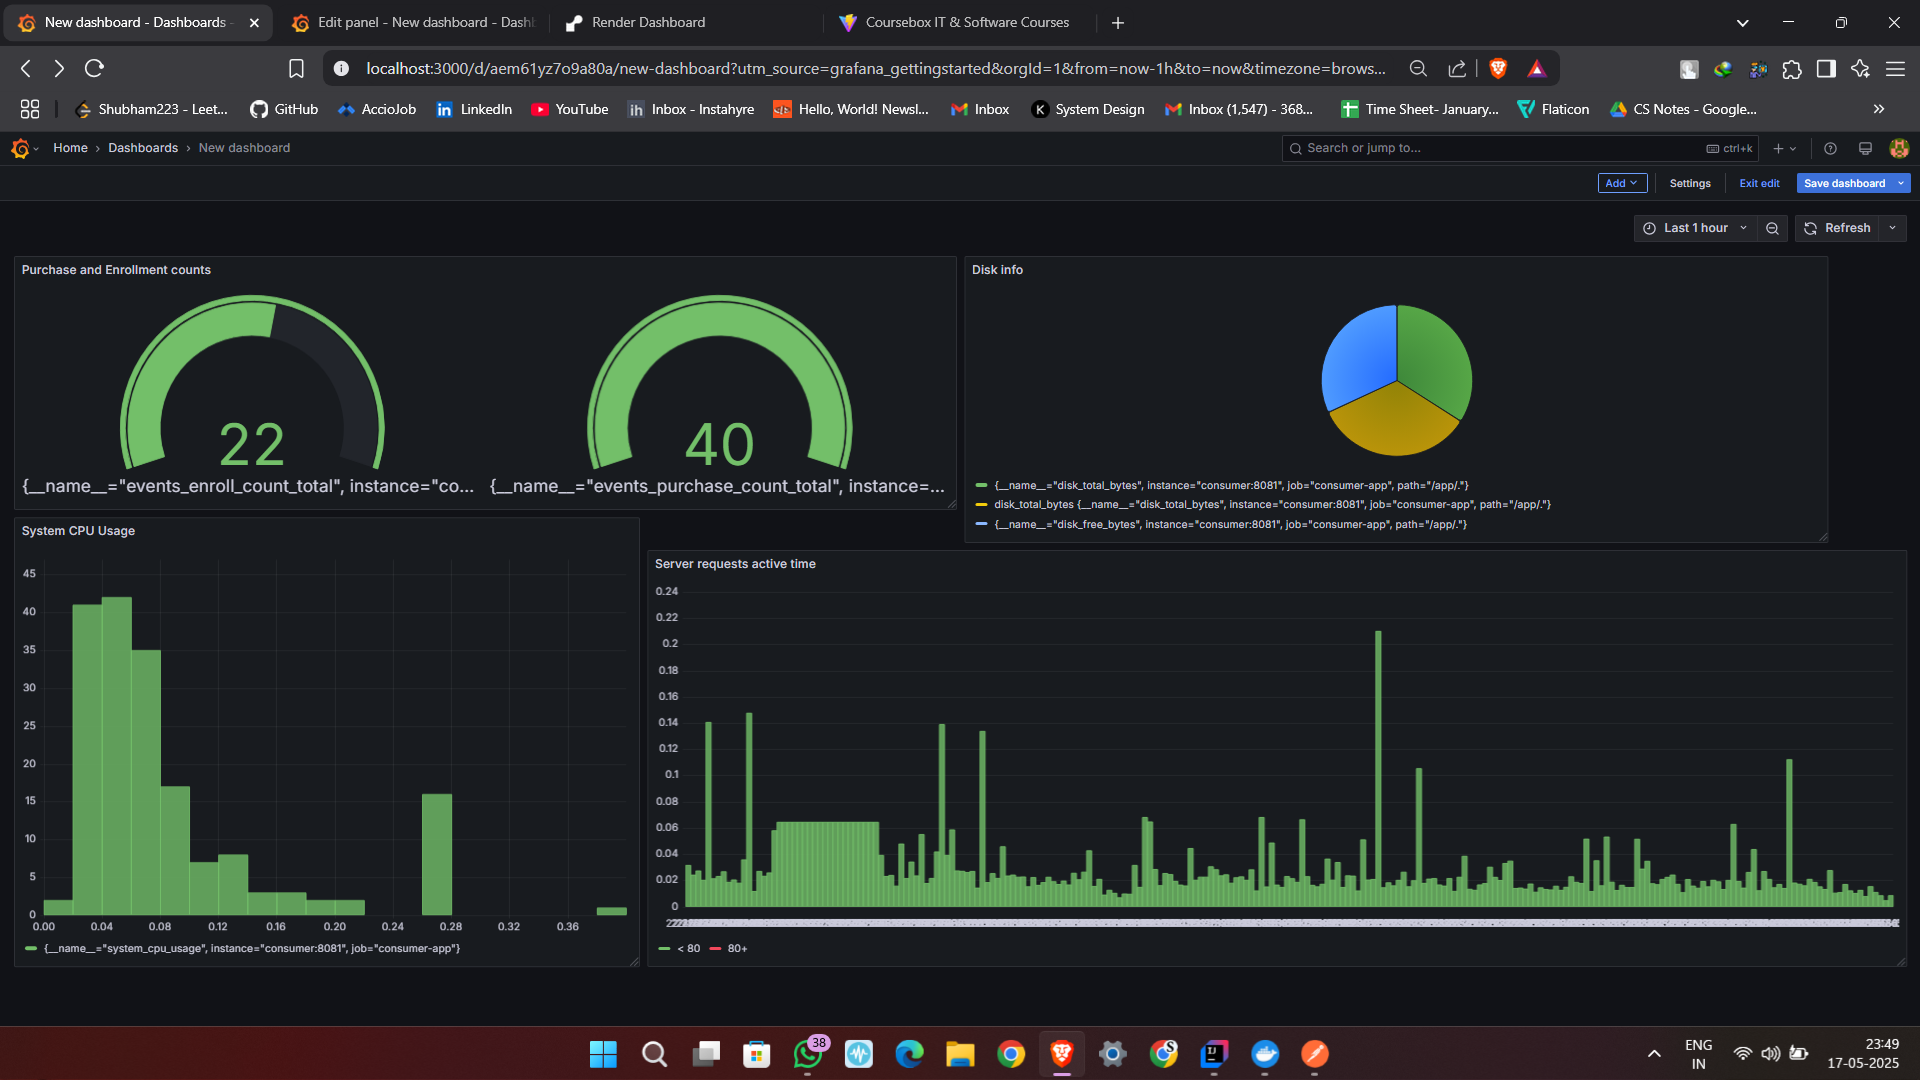 New dashboard - Dashboards -
Edit panel - New dashboard - Dash
Render Dashboard
Coursebox IT & Software Courses
localhost:3000/d/aem61yz7o9a80a/new-dashboard?utm_source=grafana_gettingstarted&orgId=1&from=now-1h&to=now&timezone=brows...
Shubham223 - Leet...
GitHub
AccioJob
LinkedIn
YouTube
Inbox - Instahyre
Hello, World! Newsl...
Inbox
System Design
Inbox (1,547) - 368...
Time Sheet- January...
Flaticon
CS Notes - Google...
Home › Dashboards › New dashboard
Search or jump to...
ctrl+k
Add
Settings
Exit edit
Save dashboard
Last 1 hour
Refresh
Purchase and Enrollment counts
22
40
{__name__="events_enroll_count_total", instance="co...
{__name__="events_purchase_count_total", instance=...
Disk info
{__name__="disk_total_bytes", instance="consumer:8081", job="consumer-app", path="/app/."}
disk_total_bytes {__name__="disk_total_bytes", instance="consumer:8081", job="consumer-app", path="/app/."}
{__name__="disk_free_bytes", instance="consumer:8081", job="consumer-app", path="/app/."}
System CPU Usage
45
40
35
30
25
20
15
10
5
0
0.00 0.04 0.08 0.12 0.16 0.20 0.24 0.28 0.32 0.36
{__name__="system_cpu_usage", instance="consumer:8081", job="consumer-app"}
Server requests active time
0.24
0.22
0.2
0.18
0.16
0.14
0.12
0.1
0.08
0.06
0.04
0.02
0
< 80
80+
38
ENG
IN
23:49
17-05-2025